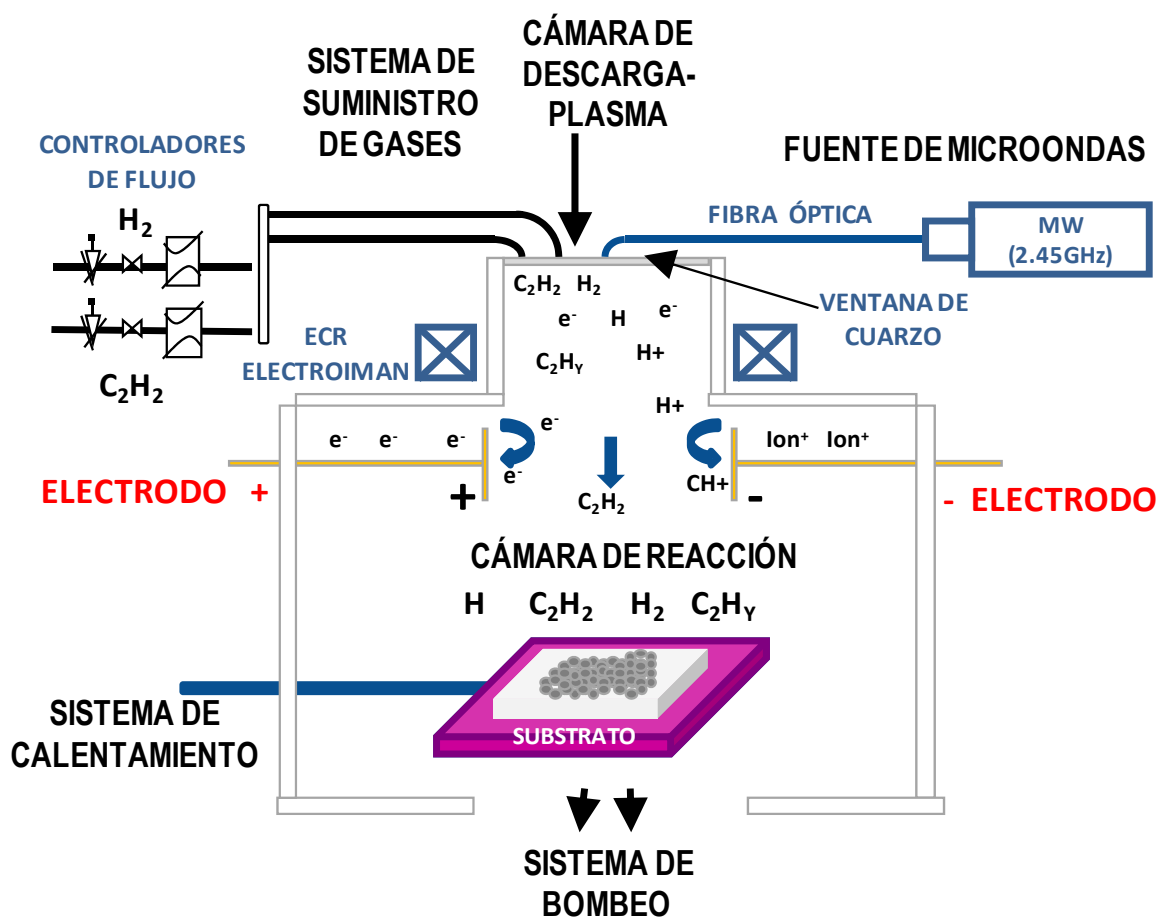 SISTEMA DE
SUMINISTRO
DE GASES
CÁMARA DE
DESCARGA-
PLASMA
CONTROLADORES
DE FLUJO
H₂
C₂H₂
FUENTE DE MICROONDAS
FIBRA ÓPTICA
MW
(2.45GHz)
VENTANA DE
CUARZO
ECR
ELECTROIMAN
C₂H₂ H₂
e⁻ H e⁻
C₂HY H+
H+
e⁻ e⁻ e⁻ e⁻
Ion⁺ Ion⁺
e⁻
CH+
ELECTRODO +
+
C₂H₂
-
- ELECTRODO
CÁMARA DE REACCIÓN
H C₂H₂ H₂ C₂HY
SUBSTRATO
SISTEMA DE
CALENTAMIENTO
SISTEMA DE
BOMBEO